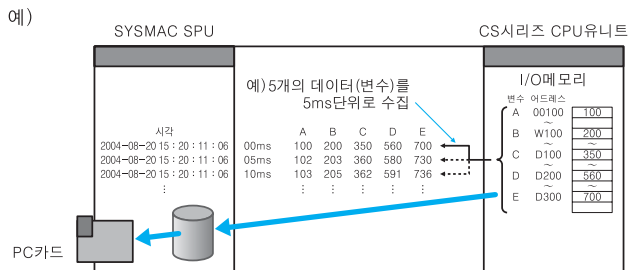 예)
SYSMAC SPU
CS시리즈 CPU유니트
예) 5개의 데이터(변수)를
5ms단위로 수집
시각 A B C D E
2004-08-20 15 : 20 : 11 : 06 00ms 100 200 350 560 700
2004-08-20 15 : 20 : 11 : 06 05ms 102 203 360 580 730
2004-08-20 15 : 20 : 11 : 06 10ms 103 205 362 591 736
⋮ ⋮ ⋮ ⋮ ⋮ ⋮
I/O메모리
변수 어드레스
A 00100 100
~ ~
B W100 200
~ ~
C D100 350
~ ~
D D200 560
~ ~
E D300 700
PC카드